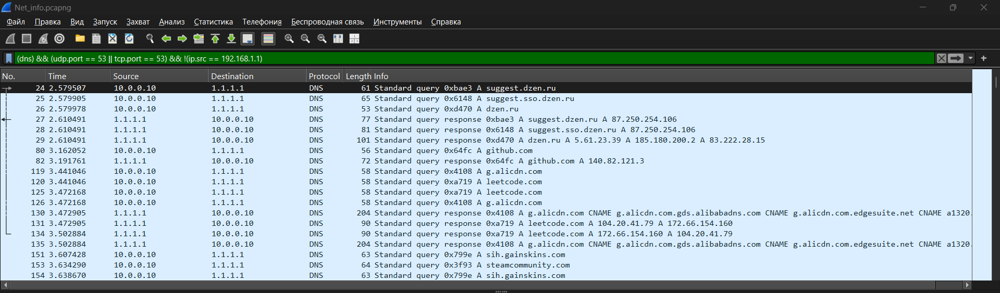 Net_info.pcapng
Файл Правка Вид Запуск Захват Анализ Статистика Телефония Беспроводная связь Инструменты Справка
(dns) && (udp.port == 53 || tcp.port == 53) && !(ip.src == 192.168.1.1)
No. Time Source Destination Protocol Length Info
24 2.579507 10.0.0.10 1.1.1.1 DNS 61 Standard query 0xbae3 A suggest.dzen.ru
25 2.579905 10.0.0.10 1.1.1.1 DNS 65 Standard query 0x6148 A suggest.sso.dzen.ru
26 2.579978 10.0.0.10 1.1.1.1 DNS 53 Standard query 0xd470 A dzen.ru
27 2.610491 1.1.1.1 10.0.0.10 DNS 77 Standard query response 0xbae3 A suggest.dzen.ru A 87.250.254.106
28 2.610491 1.1.1.1 10.0.0.10 DNS 81 Standard query response 0x6148 A suggest.sso.dzen.ru A 87.250.254.106
29 2.610491 1.1.1.1 10.0.0.10 DNS 101 Standard query response 0xd470 A dzen.ru A 5.61.23.39 A 185.180.200.2 A 83.222.28.15
80 3.162052 10.0.0.10 1.1.1.1 DNS 56 Standard query 0x64fc A github.com
82 3.191761 1.1.1.1 10.0.0.10 DNS 72 Standard query response 0x64fc A github.com A 140.82.121.3
119 3.441046 10.0.0.10 1.1.1.1 DNS 58 Standard query 0x4108 A g.alicdn.com
120 3.441046 10.0.0.10 1.1.1.1 DNS 58 Standard query 0xa719 A leetcode.com
125 3.472168 10.0.0.10 1.1.1.1 DNS 58 Standard query 0xa719 A leetcode.com
126 3.472168 10.0.0.10 1.1.1.1 DNS 58 Standard query 0x4108 A g.alicdn.com
130 3.472905 1.1.1.1 10.0.0.10 DNS 204 Standard query response 0x4108 A g.alicdn.com CNAME g.alicdn.com.gds.alibabadns.com CNAME g.alicdn.com.edgesuite.net CNAME a1320.
131 3.472905 1.1.1.1 10.0.0.10 DNS 90 Standard query response 0xa719 A leetcode.com A 104.20.41.79 A 172.66.154.160
134 3.502884 1.1.1.1 10.0.0.10 DNS 90 Standard query response 0xa719 A leetcode.com A 172.66.154.160 A 104.20.41.79
135 3.502884 1.1.1.1 10.0.0.10 DNS 204 Standard query response 0x4108 A g.alicdn.com CNAME g.alicdn.com.gds.alibabadns.com CNAME g.alicdn.com.edgesuite.net CNAME a1320.
151 3.607428 10.0.0.10 1.1.1.1 DNS 63 Standard query 0x799e A sih.gainskins.com
153 3.634290 10.0.0.10 1.1.1.1 DNS 64 Standard query 0x3f93 A steamcommunity.com
154 3.638670 10.0.0.10 1.1.1.1 DNS 63 Standard query 0x799e A sih.gainskins.com